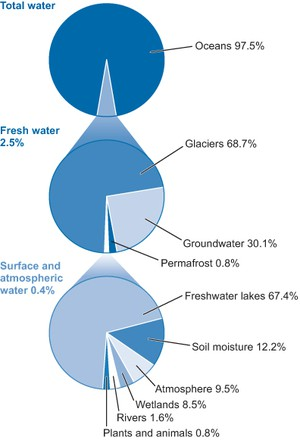 Total water
Oceans 97.5%
Fresh water
2.5%
Glaciers 68.7%
Groundwater 30.1%
Permafrost 0.8%
Surface and
atmospheric
water 0.4%
Freshwater lakes 67.4%
Soil moisture 12.2%
Atmosphere 9.5%
Wetlands 8.5%
Rivers 1.6%
Plants and animals 0.8%